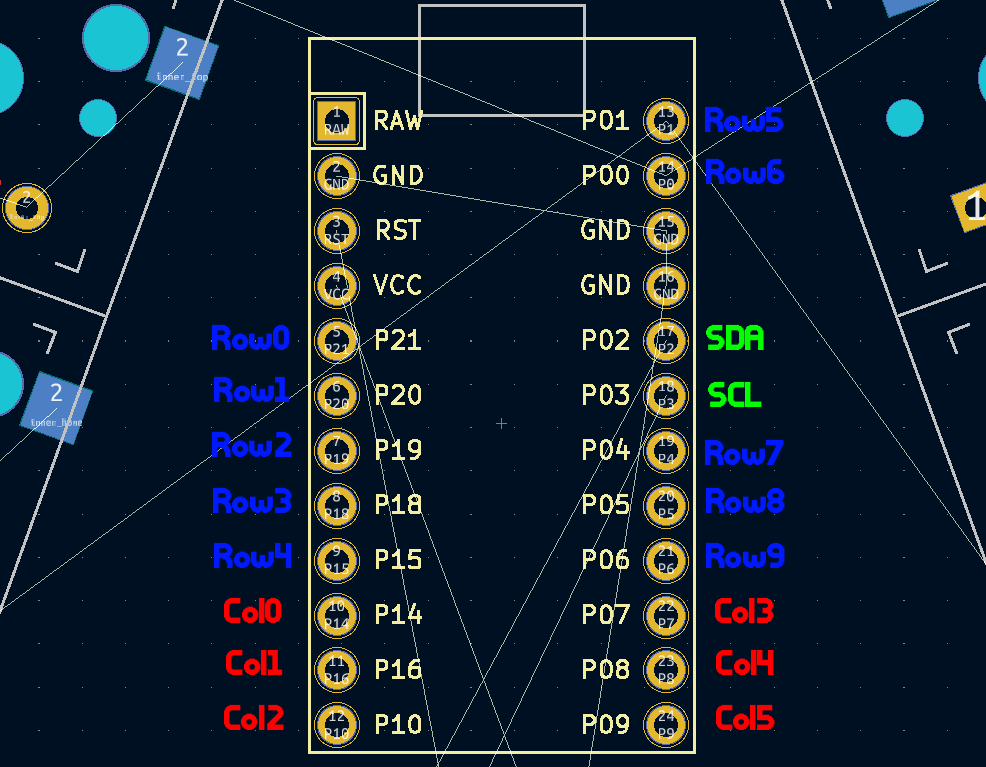 2
inner_top
1
RAW
RAW
P01
13
P1
Row5
2
GND
GND
P00
14
P0
Row6
2
1
3
RST
RST
GND
15
GND
4
VCC
VCC
GND
16
GND
Row0
5
P21
P21
P02
17
P2
SDA
2
inner_home
Row1
6
P20
P20
P03
18
P3
SCL
Row2
7
P19
P19
P04
19
P4
Row7
Row3
8
P18
P18
P05
20
P5
Row8
Row4
9
P15
P15
P06
21
P6
Row9
Col0
10
P14
P14
P07
22
P7
Col3
Col1
11
P16
P16
P08
23
P8
Col4
Col2
12
P10
P10
P09
24
P9
Col5